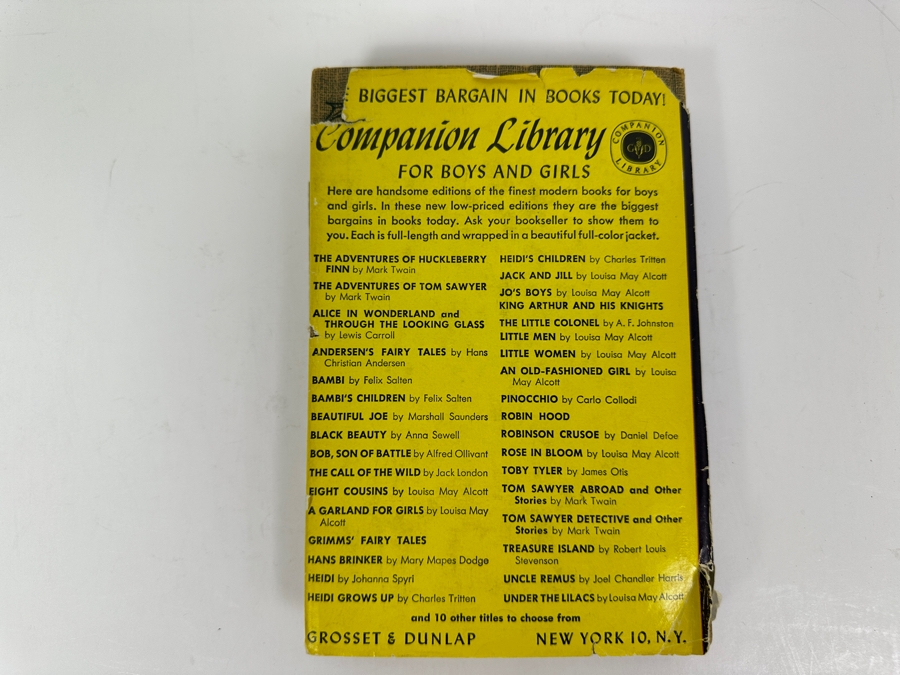 BIGGEST BARGAIN IN BOOKS TODAY!
Companion Library
COMPANION LIBRARY
G D
FOR BOYS AND GIRLS
Here are handsome editions of the finest modern books for boys
and girls. In these new low-priced editions they are the biggest
bargains in books today. Ask your bookseller to show them to
you. Each is full-length and wrapped in a beautiful full-color jacket.
THE ADVENTURES OF HUCKLEBERRY
FINN by Mark Twain
THE ADVENTURES OF TOM SAWYER
by Mark Twain
ALICE IN WONDERLAND and
THROUGH THE LOOKING GLASS
by Lewis Carroll
ANDERSEN'S FAIRY TALES by Hans
Christian Andersen
BAMBI by Felix Salten
BAMBI'S CHILDREN by Felix Salten
BEAUTIFUL JOE by Marshall Saunders
BLACK BEAUTY by Anna Sewell
BOB, SON OF BATTLE by Alfred Ollivant
THE CALL OF THE WILD by Jack London
EIGHT COUSINS by Louisa May Alcott
A GARLAND FOR GIRLS by Louisa May
Alcott
GRIMMS' FAIRY TALES
HANS BRINKER by Mary Mapes Dodge
HEIDI by Johanna Spyri
HEIDI GROWS UP by Charles Tritten
HEIDI'S CHILDREN by Charles Tritten
JACK AND JILL by Louisa May Alcott
JO'S BOYS by Louisa May Alcott
KING ARTHUR AND HIS KNIGHTS
THE LITTLE COLONEL by A. F. Johnston
LITTLE MEN by Louisa May Alcott
LITTLE WOMEN by Louisa May Alcott
AN OLD-FASHIONED GIRL by Louisa
May Alcott
PINOCCHIO by Carlo Collodi
ROBIN HOOD
ROBINSON CRUSOE by Daniel Defoe
ROSE IN BLOOM by Louisa May Alcott
TOBY TYLER by James Otis
TOM SAWYER ABROAD and Other
Stories by Mark Twain
TOM SAWYER DETECTIVE and Other
Stories by Mark Twain
TREASURE ISLAND by Robert Louis
Stevenson
UNCLE REMUS by Joel Chandler Harris
UNDER THE LILACS by Louisa May Alcott
and 10 other titles to choose from
GROSSET & DUNLAP NEW YORK 10, N.Y.